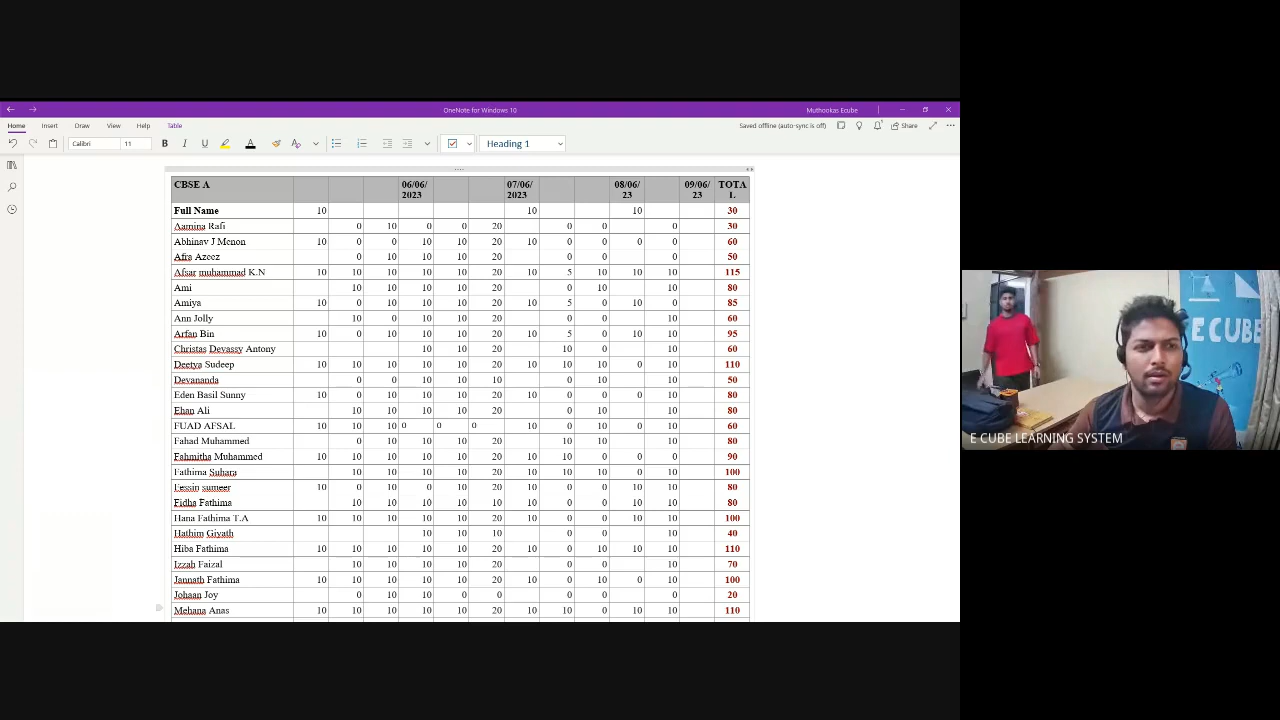 OneNote for Windows 10
Muthookas Ecube
Home Insert Draw View Help Table
Saved offline (auto-sync is off)
Share
Calibri 11 B I U A Heading 1
CBSE A 06/06/2023 07/06/2023 08/06/23 09/06/23 TOTAL
Full Name 10 10 10 30
Aamina Rafi 0 10 0 0 20 0 0 0 30
Abhinav J Menon 10 0 0 10 10 20 10 0 0 0 0 60
Afra Azeez 0 10 10 10 20 0 0 0 50
Afsar muhammad K.N 10 10 10 10 10 20 10 5 10 10 10 115
Ami 10 10 10 10 20 0 10 10 80
Amiya 10 0 10 10 10 20 10 5 0 10 0 85
Ann Jolly 10 0 10 10 20 0 0 10 60
Arfan Bin 10 0 10 10 10 20 10 5 0 10 10 95
Christas Devassy Antony 10 10 20 10 0 10 60
Deetya Sudeep 10 10 10 10 10 20 10 10 10 0 10 110
Devananda 0 0 10 10 10 0 10 10 50
Eden Basil Sunny 10 0 10 10 10 20 10 0 0 0 10 80
Ehan Ali 10 10 10 10 20 0 10 10 80
FUAD AFSAL 10 10 10 0 0 0 10 10 0 10 10 60
Fahad Muhammed 0 10 10 10 20 10 10 10 80
Fahmitha Muhammed 10 10 10 10 10 20 10 10 0 0 0 90
Fathima Suhara 10 10 10 10 20 10 10 0 10 100
Fessin sumeer 10 0 10 0 10 20 10 0 0 10 10 80
Fidha Fathima 10 10 10 10 10 10 0 0 10 10 80
Hana Fathima T.A 10 10 10 10 10 20 10 0 0 10 10 100
Hathim Giyath 10 10 10 0 0 10 40
Hiba Fathima 10 10 10 10 10 20 10 0 10 10 10 110
Izzah Faizal 10 10 10 10 20 0 0 10 70
Jannath Fathima 10 10 10 10 10 20 10 0 10 0 10 100
Johaan Joy 0 10 10 0 0 0 0 0 20
Mehana Anas 10 10 10 10 10 20 10 10 0 10 10 110
E CUBE
E CUBE LEARNING SYSTEM